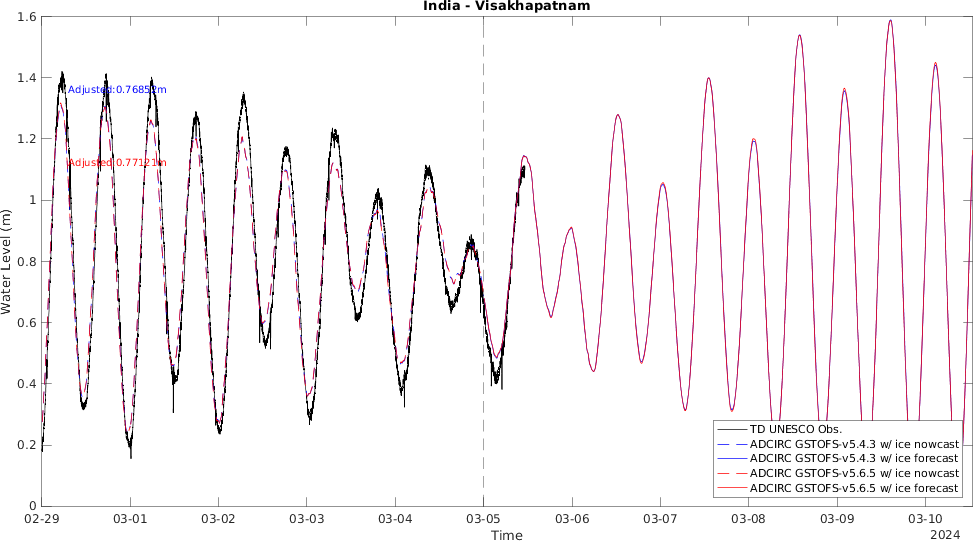 India - Visakhapatnam
1.6
1.4
1.2
1
0.8
0.6
0.4
0.2
0
Water Level (m)
Adjusted:0.76852m
Adjusted:0.77121m
TD UNESCO Obs.
ADCIRC GSTOFS-v5.4.3 w/ ice nowcast
ADCIRC GSTOFS-v5.4.3 w/ ice forecast
ADCIRC GSTOFS-v5.6.5 w/ ice nowcast
ADCIRC GSTOFS-v5.6.5 w/ ice forecast
02-29 03-01 03-02 03-03 03-04 03-05 03-06 03-07 03-08 03-09 03-10
Time
2024